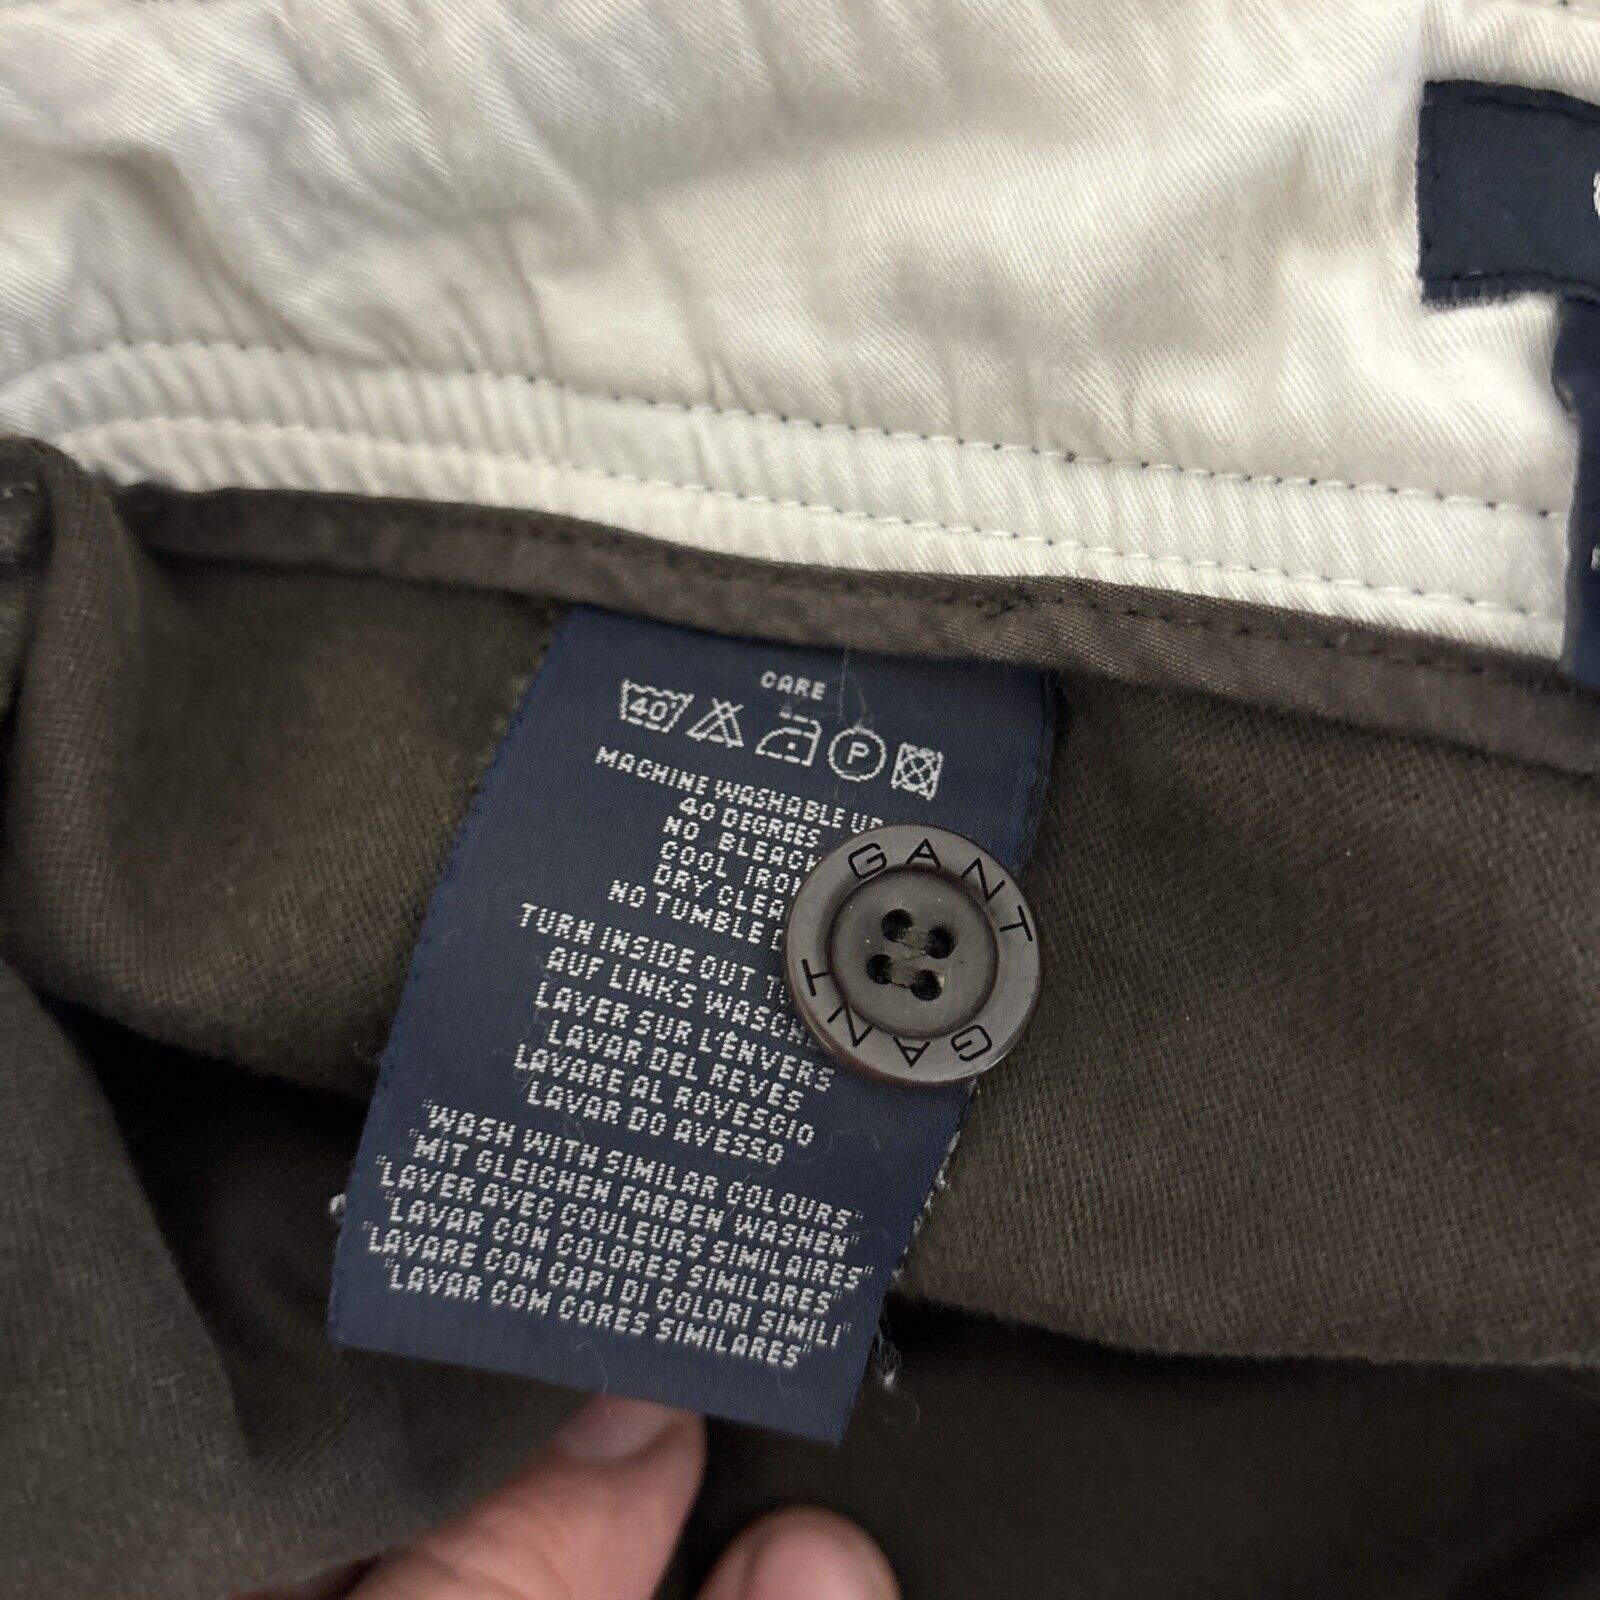 CARE
40° P
MACHINE WASHABLE UP
40 DEGREES
NO BLEACH
COOL IRON
DRY CLEA
NO TUMBLE D
TURN INSIDE OUT TO
AUF LINKS WASCH
LAVER SUR L'ÈNVERS
LAVAR DEL REVES
LAVARE AL ROVESCIO
LAVAR DO AVESSO
"WASH WITH SIMILAR COLOURS"
"MIT GLEICHEN FARBEN WASHEN"
"LAVER AVEC COULEURS SIMILAIRES"
"LAVAR CON COLORES SIMILARES"
"LAVARE CON CAPI DI COLORI SIMILI"
"LAVAR COM CORES SIMILARES"
GANT
GANT